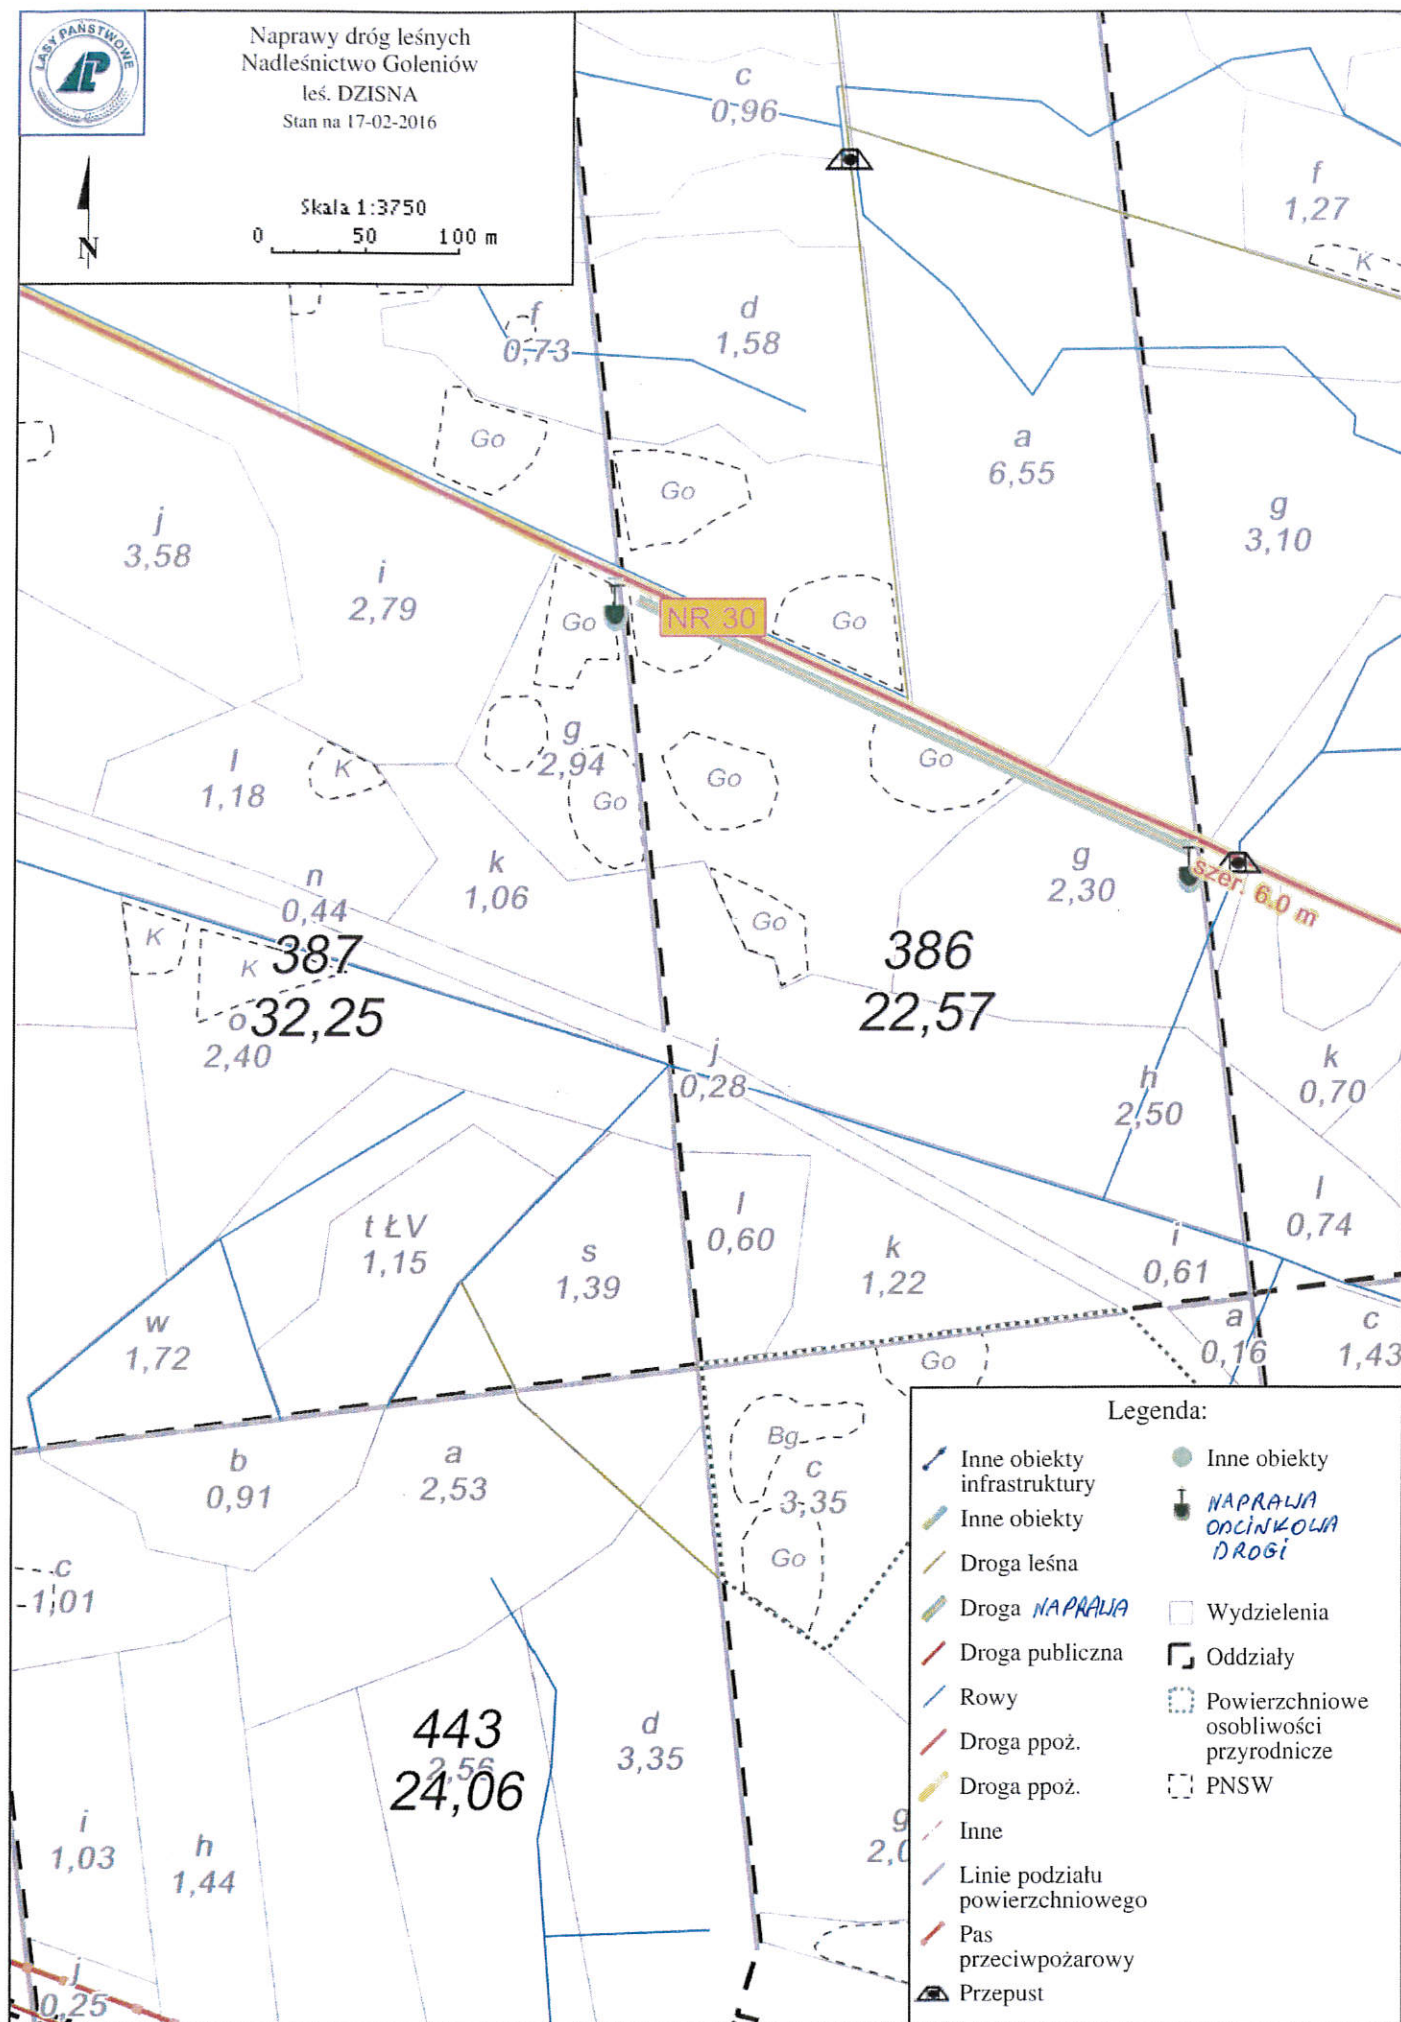 LASY PAŃSTWOWE
Naprawy dróg leśnych
Nadleśnictwo Goleniów
leś. DZISNA
Stan na 17-02-2016
Skala 1:3750
0 50 100 m
N
c
0,96
f
1,27
K
f
0,73
d
1,58
Go
Go
a
6,55
g
3,10
j
3,58
i
2,79
Go
NR 30
Go
g
2,94
Go
Go
Go
l
1,18
K
k
1,06
g
2,30
szer. 6.0 m
n
0,44
Go
K
K
387
32,25
386
22,57
o
2,40
j
0,28
h
2,50
k
0,70
t ŁV
1,15
s
1,39
l
0,60
k
1,22
i
0,61
l
0,74
w
1,72
a
0,16
c
1,43
Go
b
0,91
a
2,53
Bg
c
3,35
Go
c
1,01
443
2,56
24,06
d
3,35
i
1,03
h
1,44
g
j
0,25
Legenda:
Inne obiekty
infrastruktury
Inne obiekty
Droga leśna
Droga NAPRAWA
Droga publiczna
Rowy
Droga ppoż.
Droga ppoż.
Inne
Linie podziału
powierzchniowego
Pas
przeciwpożarowy
Przepust
Inne obiekty
NAPRAWA
ODCINKOWA
DROGI
Wydzielenia
Oddziały
Powierzchniowe
osobliwości
przyrodnicze
PNSW